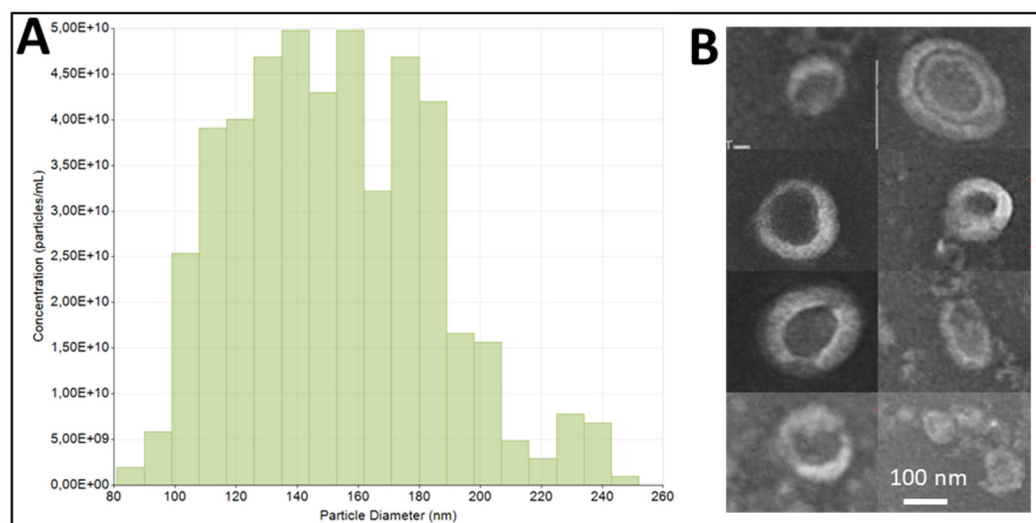 A
5,00E+10
4,50E+10
4,00E+10
3,50E+10
3,00E+10
2,50E+10
2,00E+10
1,50E+10
1,00E+10
5,00E+09
0,00E+00
Concentration (particles/mL)
80 100 120 140 160 180 200 220 240 260
Particle Diameter (nm)
B
100 nm